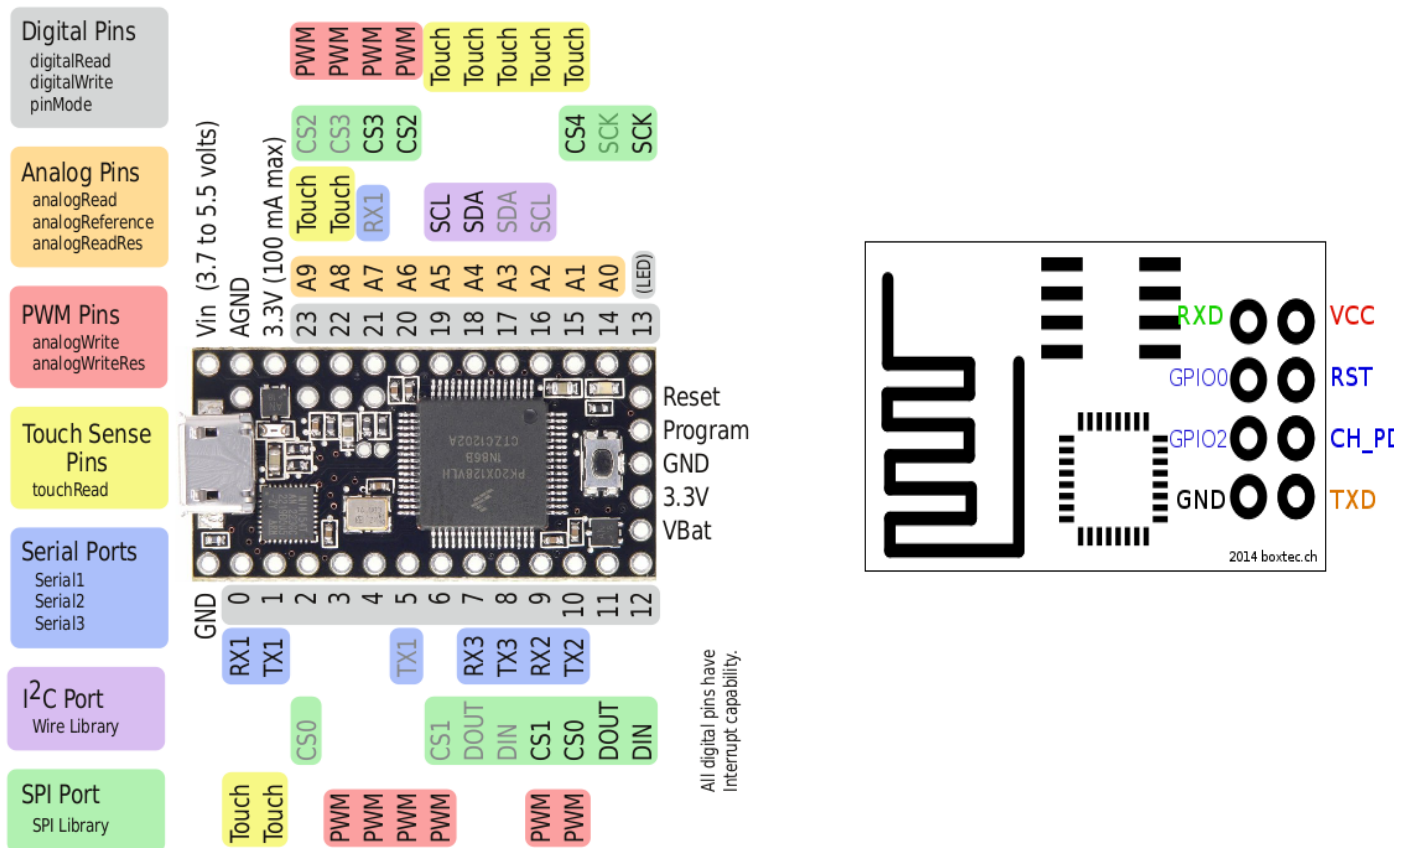 Digital Pins
digitalRead
digitalWrite
pinMode
Analog Pins
analogRead
analogReference
analogReadRes
PWM Pins
analogWrite
analogWriteRes
Touch Sense
Pins
touchRead
Serial Ports
Serial1
Serial2
Serial3
I2C Port
Wire Library
SPI Port
SPI Library
PWM PWM PWM PWM Touch Touch Touch Touch Touch
CS2 CS3 CS3 CS2 CS4 SCK SCK
Touch Touch RX1 SCL SDA SDA SCL
A9 A8 A7 A6 A5 A4 A3 A2 A1 A0 (LED)
Vin (3.7 to 5.5 volts)
AGND
3.3V (100 mA max)
23 22 21 20 19 18 17 16 15 14 13
Reset
Program
GND
3.3V
VBat
PK20X128VLH
1N86B
CTZC1202A
GND 0 1 2 3 4 5 6 7 8 9 10 11 12
RX1 TX1 TX1 RX3 TX3 RX2 TX2
CS0 CS1 DOUT DIN CS1 CS0 DOUT DIN
Touch Touch PWM PWM PWM PWM PWM PWM
All digital pins have
Interrupt capability.
RXD VCC
GPIO0 RST
GPIO2 CH_PD
GND TXD
2014 boxtec.ch